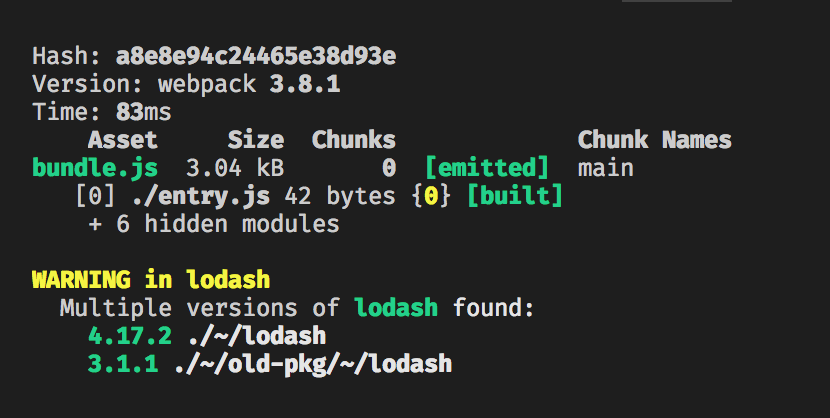 Hash: a8e8e94c24465e38d93e
Version: webpack 3.8.1
Time: 83ms
Asset Size Chunks Chunk Names
bundle.js 3.04 kB 0 [emitted] main
[0] ./entry.js 42 bytes {0} [built]
+ 6 hidden modules
WARNING in lodash
Multiple versions of lodash found:
4.17.2 ./~/lodash
3.1.1 ./~/old-pkg/~/lodash